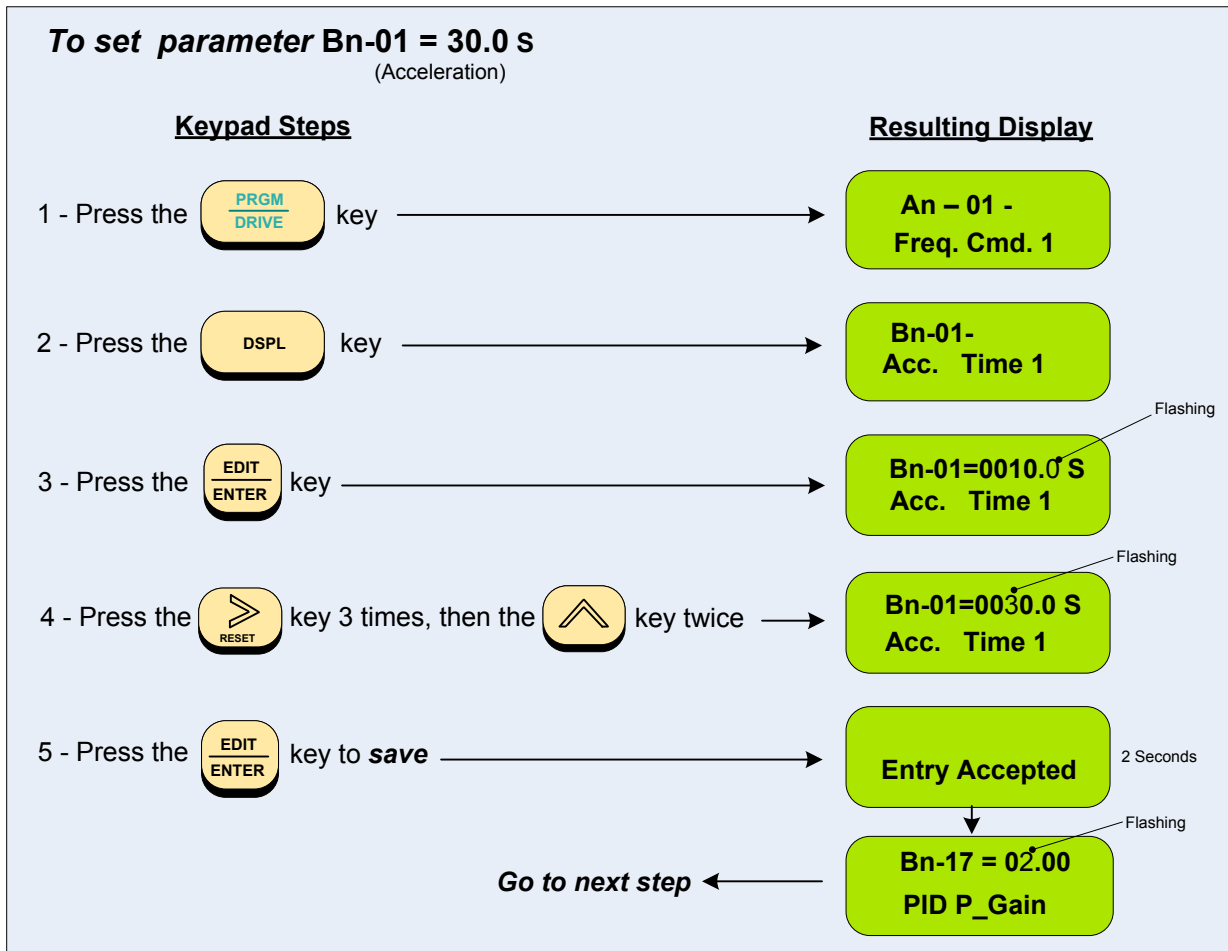 To set parameter Bn-01 = 30.0 S
(Acceleration)
Keypad Steps
Resulting Display
1 - Press the PRGM DRIVE key
An – 01 -
Freq. Cmd. 1
2 - Press the DSPL key
Bn-01-
Acc. Time 1
Flashing
3 - Press the EDIT ENTER key
Bn-01=0010.0 S
Acc. Time 1
Flashing
4 - Press the RESET key 3 times, then the key twice
Bn-01=0030.0 S
Acc. Time 1
5 - Press the EDIT ENTER key to save
Entry Accepted
2 Seconds
Flashing
Bn-17 = 02.00
PID P_Gain
Go to next step